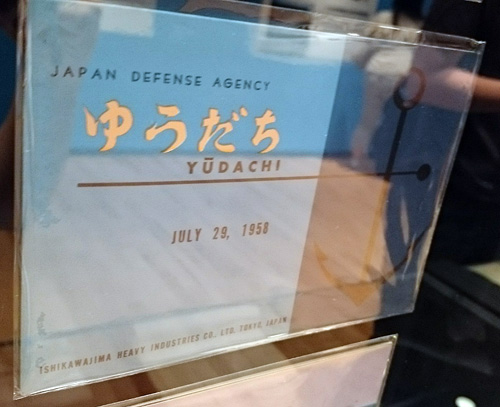 JAPAN DEFENSE AGENCY
ゆうだち
YŪDACHI
JULY 29, 1958
ISHIKAWAJIMA HEAVY INDUSTRIES CO., LTD. TOKYO, JAPAN